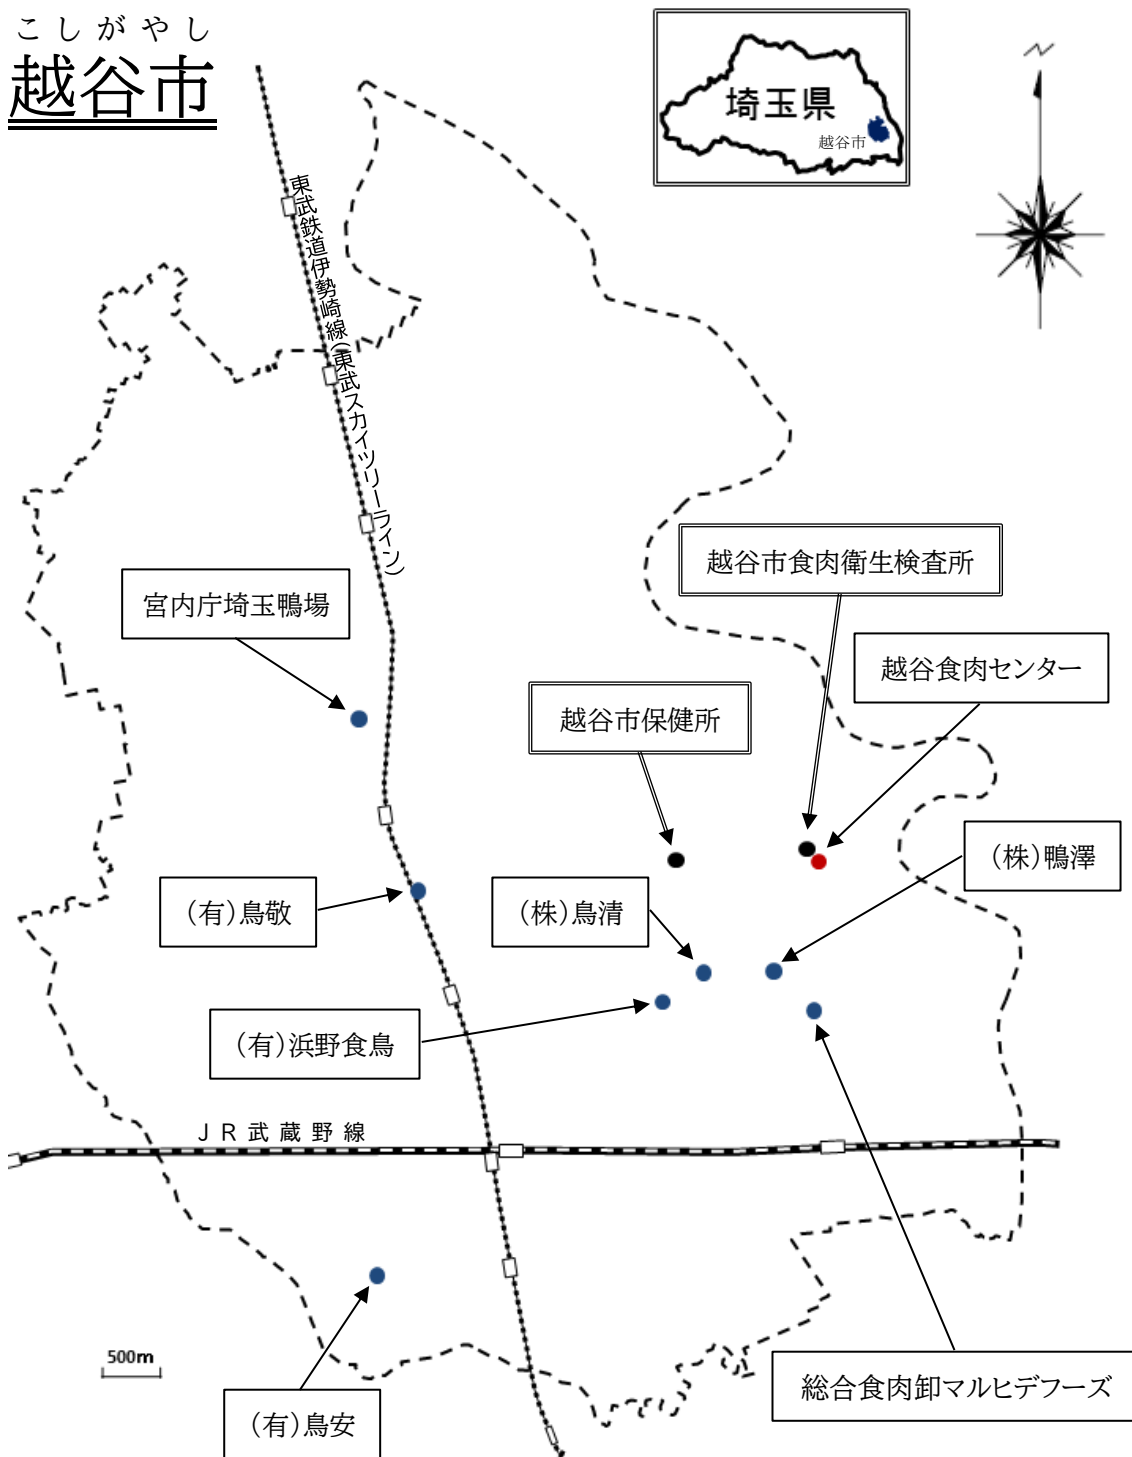 こしがやし
越谷市
埼玉県
越谷市
東武鉄道伊勢崎線(東武スカイツリーライン)
越谷市食肉衛生検査所
宮内庁埼玉鴨場
越谷食肉センター
越谷市保健所
(株)鴨澤
(有)鳥敬
(株)鳥清
(有)浜野食鳥
JR武蔵野線
500m
総合食肉卸マルヒデフーズ
(有)鳥安